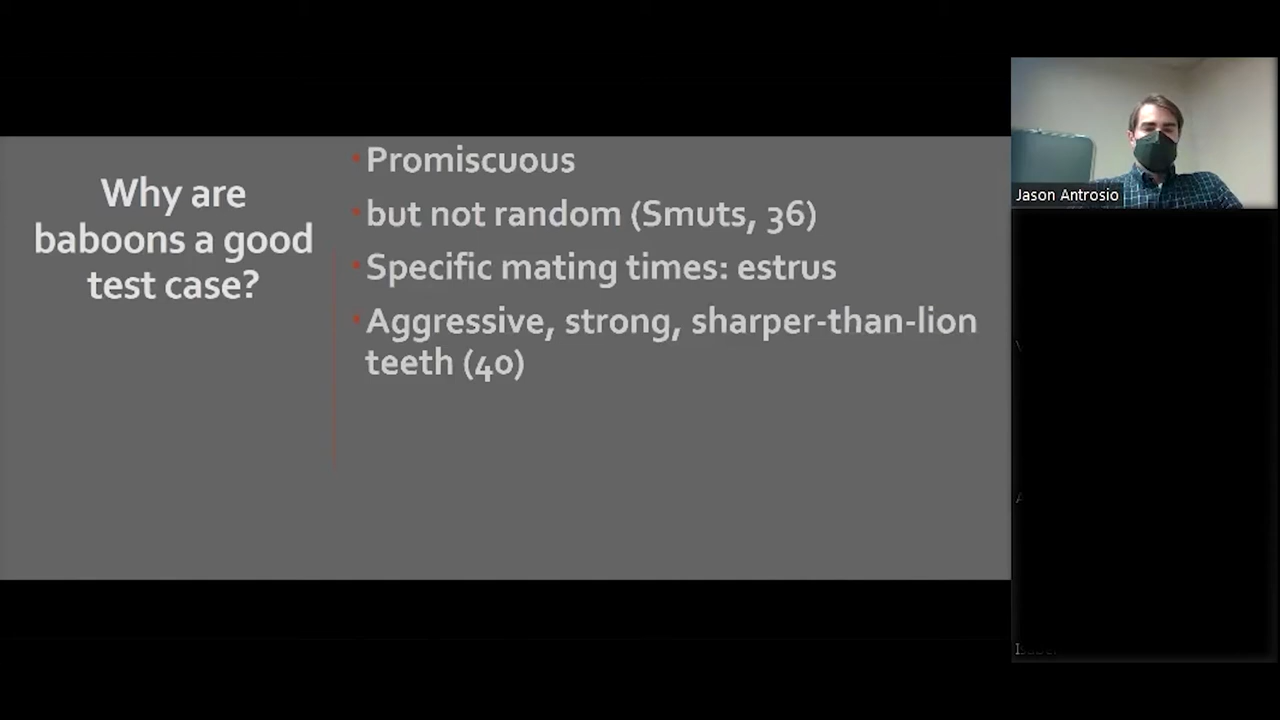 Why are
baboons a good
test case?
Promiscuous
but not random (Smuts, 36)
Specific mating times: estrus
Aggressive, strong, sharper-than-lion
teeth (40)
Jason Antrosio